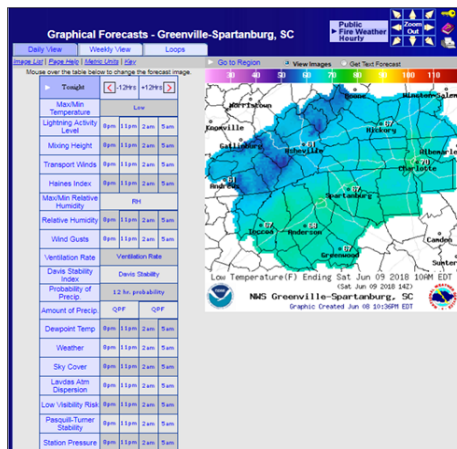 Graphical Forecasts - Greenville-Spartanburg, SC
Public
Fire Weather
Hourly
Zoom
Out
Daily View
Weekly View
Loops
Image List | Page Help | Metric Units | Key
Mouse over the table below to change the forecast image.
Go to Region
View Images
Get Text Forecast
Tonight
< -12Hrs
+12Hrs >
Max/Min Temperature
Low
Lightning Activity Level
8pm 11pm 2am 5am
Mixing Height
8pm 11pm 2am 5am
Transport Winds
8pm 11pm 2am 5am
Haines Index
8pm 11pm 2am 5am
Max/Min Relative Humidity
RH
Relative Humidity
8pm 11pm 2am 5am
Wind Gusts
8pm 11pm 2am 5am
Ventilation Rate
Ventilation Rate
Davis Stability Index
Davis Stability
Probability of Precip.
12 hr. probability
Amount of Precip.
QPF QPF
Dewpoint Temp
8pm 11pm 2am 5am
Weather
8pm 11pm 2am 5am
Sky Cover
8pm 11pm 2am 5am
Lavdas Atm Dispersion
8pm 11pm 2am 5am
Low Visibility Risk
8pm 11pm 2am 5am
Pasquill-Turner Stability
8pm 11pm 2am 5am
Station Pressure
8pm 11pm 2am 5am
30 40 50 60 70 80 90 100 110
Boone
Winston-Salem
Morristown
Knoxville
67
Hickory
Gatlinburg
61
Asheville
Albemarle
70
Charlotte
61
Andrews
67
Spartanburg
67
Toccoa
68
Anderson
67
Greenwood
Camden
Sumter
Low Temperature(F) Ending Sat Jun 09 2018 10AM EDT
(Sat Jun 09 2018 14Z)
NWS Greenville-Spartanburg, SC
Graphic Created Jun 08 10:36PM EDT